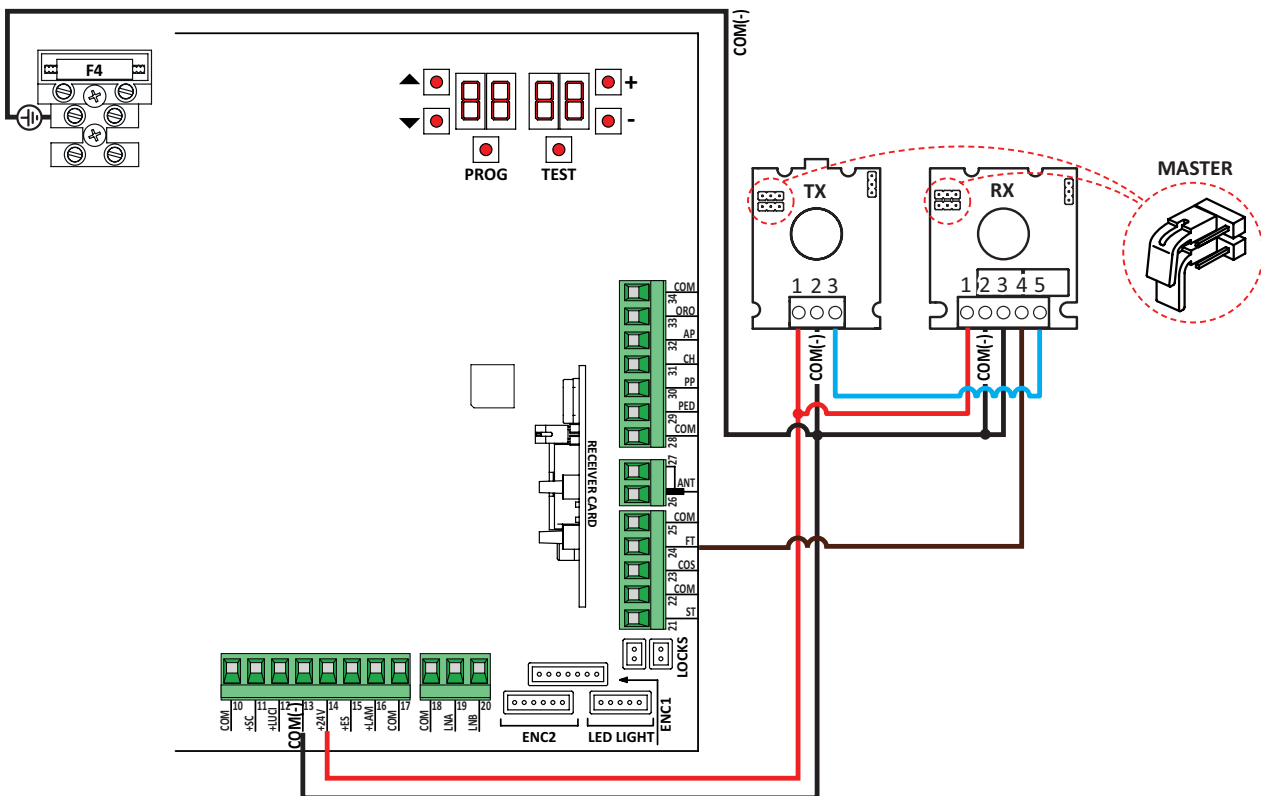 COM(-)
F4
+
-
PROG
TEST
TX
RX
MASTER
1 2 3
1 2 3 4 5
COM(-)
COM(-)
COM
34
ORO
33
AP
32
CH
31
PP
30
PED
29
COM
28
27
ANT
26
COM
25
FT
24
COS
23
COM
22
ST
21
RECEIVER CARD
LOCKS
ENC1
10 11 12 13 14 15 16 17
COM +SC +LUCI COM(-) +24V +ES +LAM COM
18 19 20
COM LNA LNB
ENC2
LED LIGHT